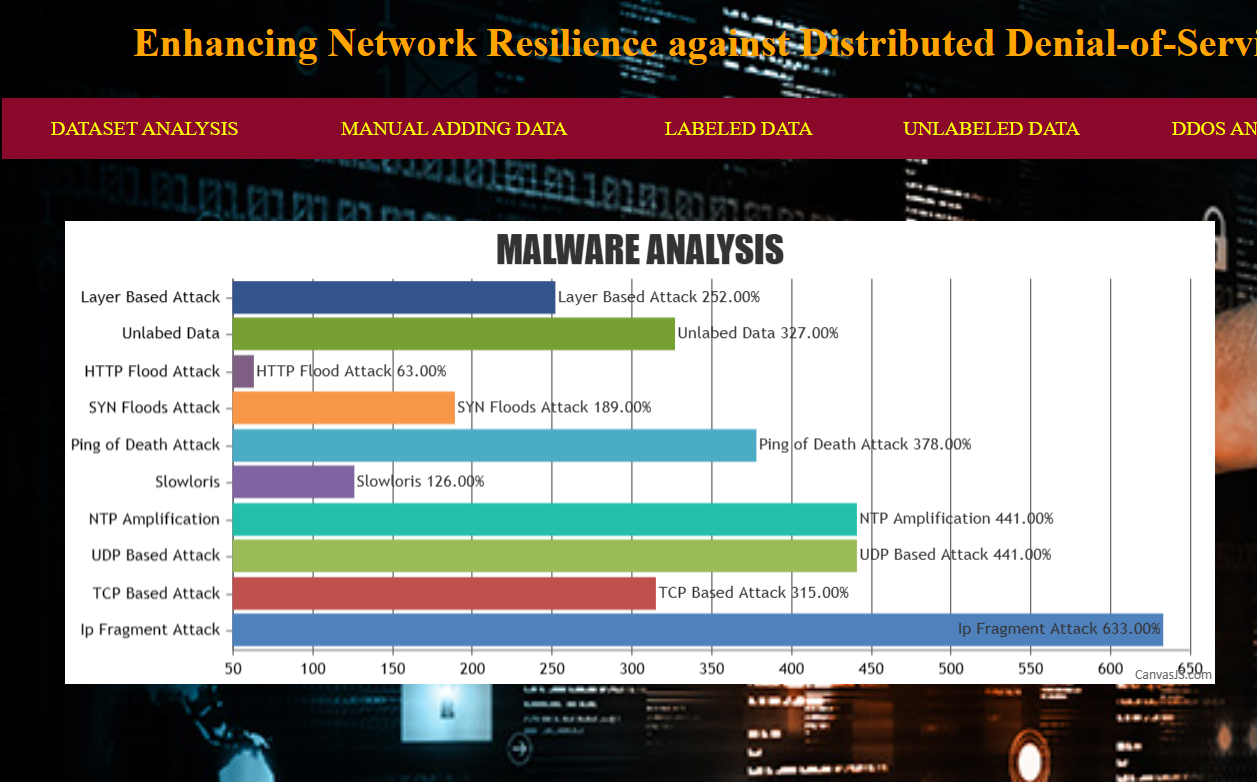 Enhancing Network Resilience against Distributed Denial-of-Servi
DATASET ANALYSIS MANUAL ADDING DATA LABELED DATA UNLABELED DATA DDOS AN
MALWARE ANALYSIS
Layer Based Attack Layer Based Attack 252.00%
Unlabed Data Unlabed Data 327.00%
HTTP Flood Attack HTTP Flood Attack 63.00%
SYN Floods Attack SYN Floods Attack 189.00%
Ping of Death Attack Ping of Death Attack 378.00%
Slowloris Slowloris 126.00%
NTP Amplification NTP Amplification 441.00%
UDP Based Attack UDP Based Attack 441.00%
TCP Based Attack TCP Based Attack 315.00%
Ip Fragment Attack Ip Fragment Attack 633.00%
50 100 150 200 250 300 350 400 450 500 550 600 650
CanvasJS.com